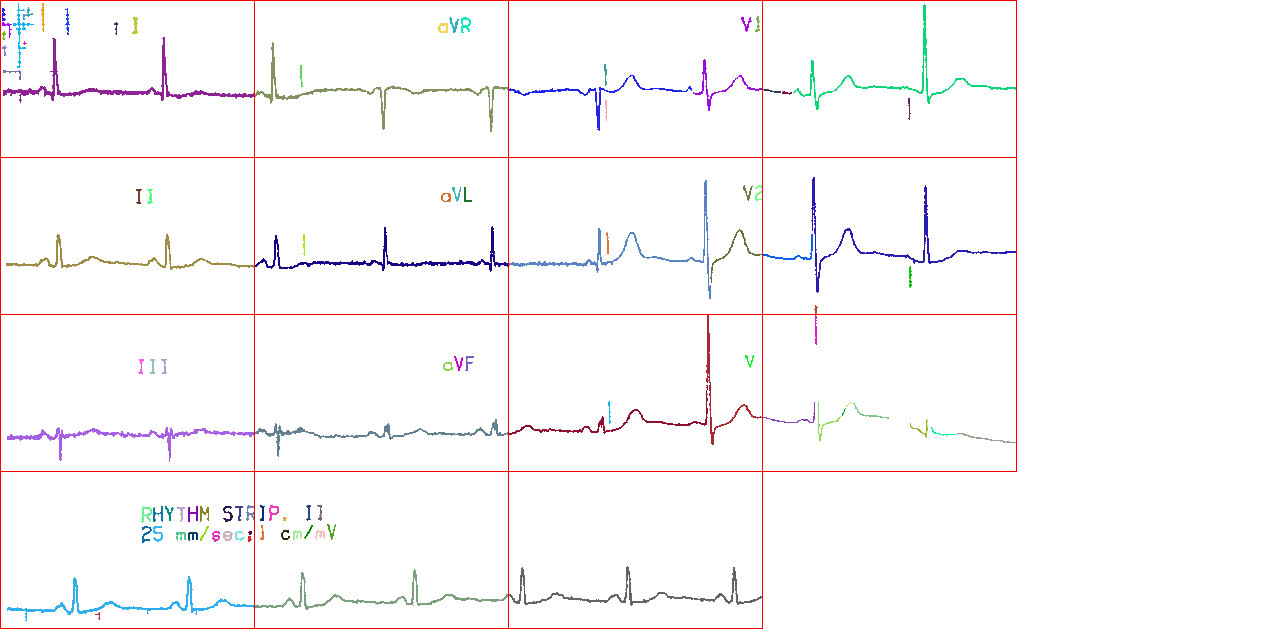 I aVR V1
II aVL V2
III aVF V
RHYTHM STRIP. II
25 mm/sec;1 cm/mV